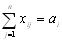 ∑_{j=1}^{n} x_{ij} = a_i